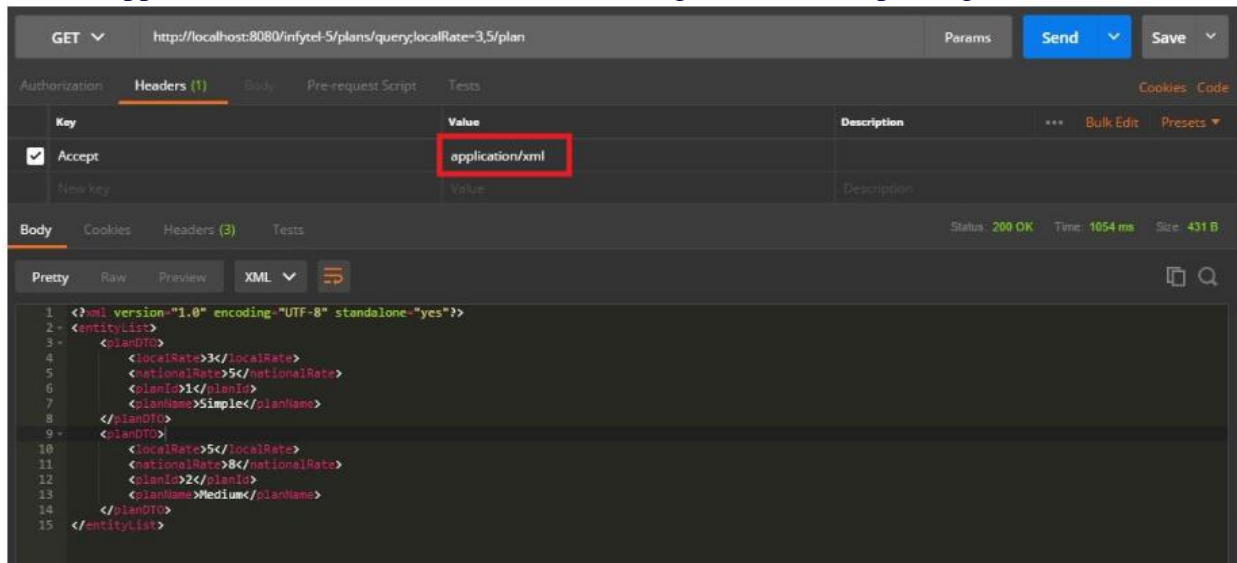 GET http://localhost:8080/infytel-5/plans/query;localRate=3,5/plan Params Send Save
Authorization Headers (1) Body Pre-request Script Tests Cookies Code
Key Value Description ••• Bulk Edit Presets
Accept application/xml
New key Value Description
Body Cookies Headers (3) Tests Status: 200 OK Time: 1054 ms Size: 431 B
Pretty Raw Preview XML
1 <?xml version="1.0" encoding="UTF-8" standalone="yes"?>
2 <entityList>
3 <planDTO>
4 <localRate>3</localRate>
5 <nationalRate>5</nationalRate>
6 <planId>1</planId>
7 <planName>Simple</planName>
8 </planDTO>
9 <planDTO>
10 <localRate>5</localRate>
11 <nationalRate>8</nationalRate>
12 <planId>2</planId>
13 <planName>Medium</planName>
14 </planDTO>
15 </entityList>